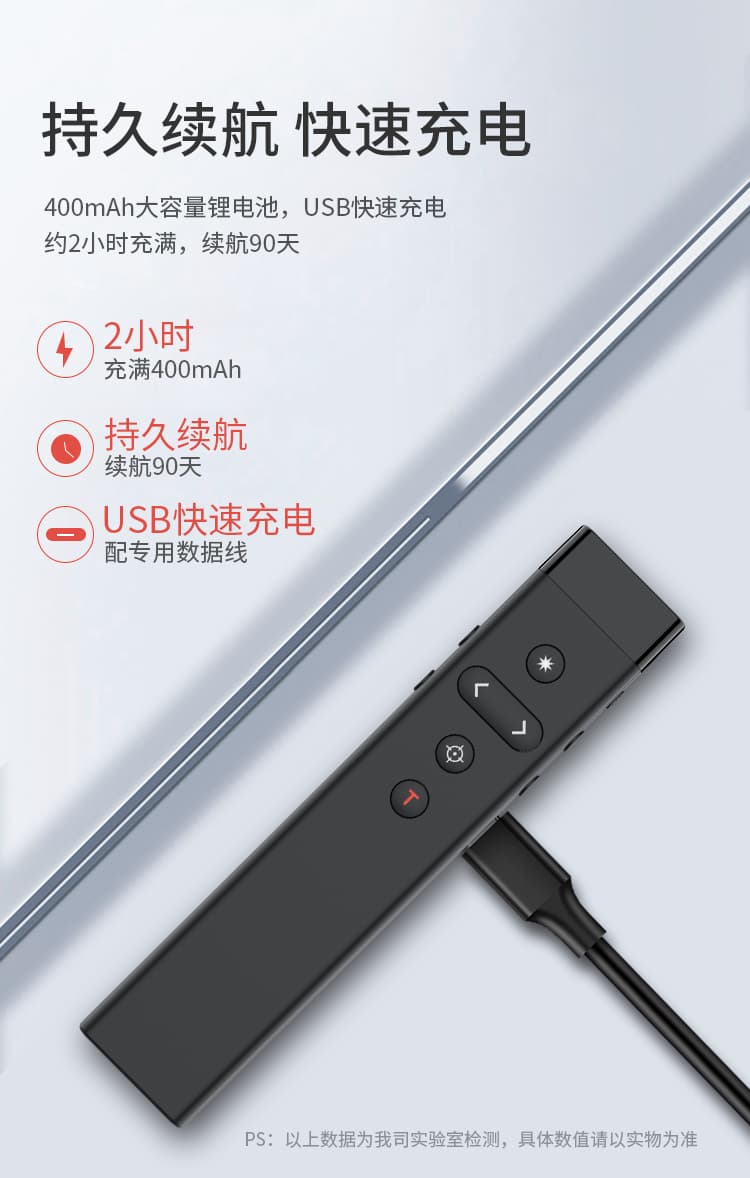 持久续航 快速充电
400mAh大容量锂电池，USB快速充电
约2小时充满，续航90天
2小时
充满400mAh
持久续航
续航90天
USB快速充电
配专用数据线
T
PS：以上数据为我司实验室检测，具体数值请以实物为准